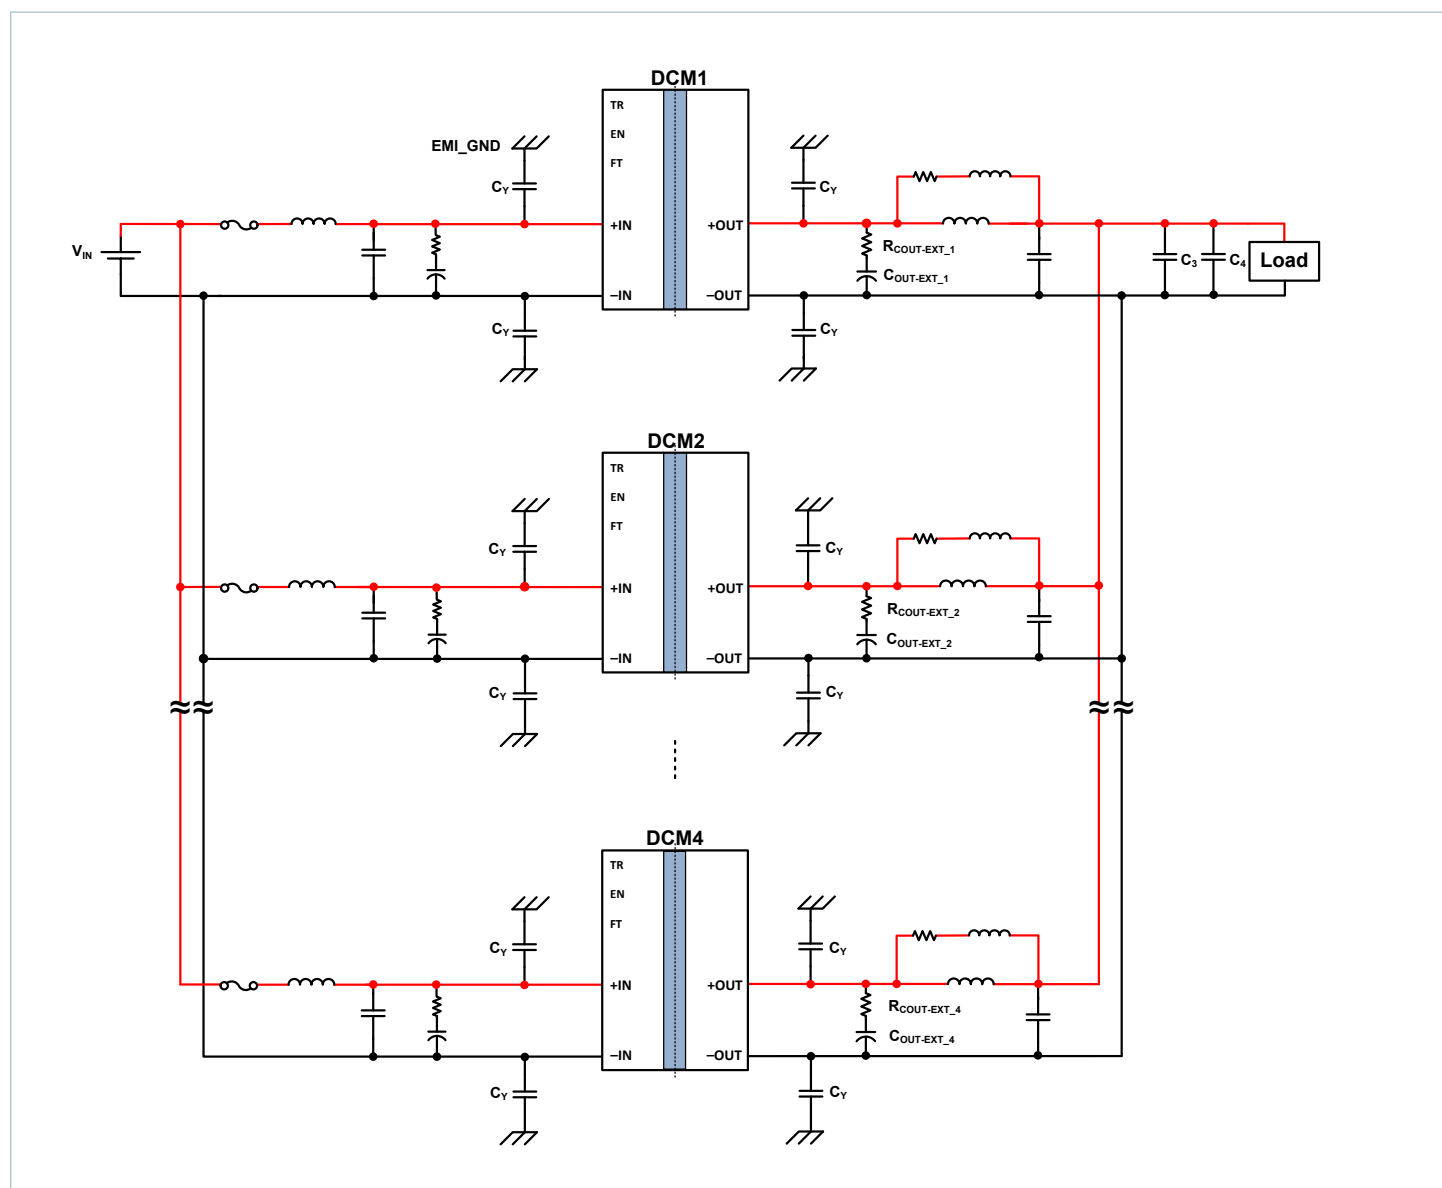 DCM1
TR
EN
EMI_GND
FT
CY
CY
+IN
+OUT
VIN
RCOUT-EXT_1
COUT-EXT_1
C3
C4
Load
–IN
–OUT
CY
CY
DCM2
TR
EN
FT
CY
CY
+IN
+OUT
RCOUT-EXT_2
COUT-EXT_2
–IN
–OUT
CY
CY
DCM4
TR
EN
FT
CY
CY
+IN
+OUT
RCOUT-EXT_4
COUT-EXT_4
–IN
–OUT
CY
CY